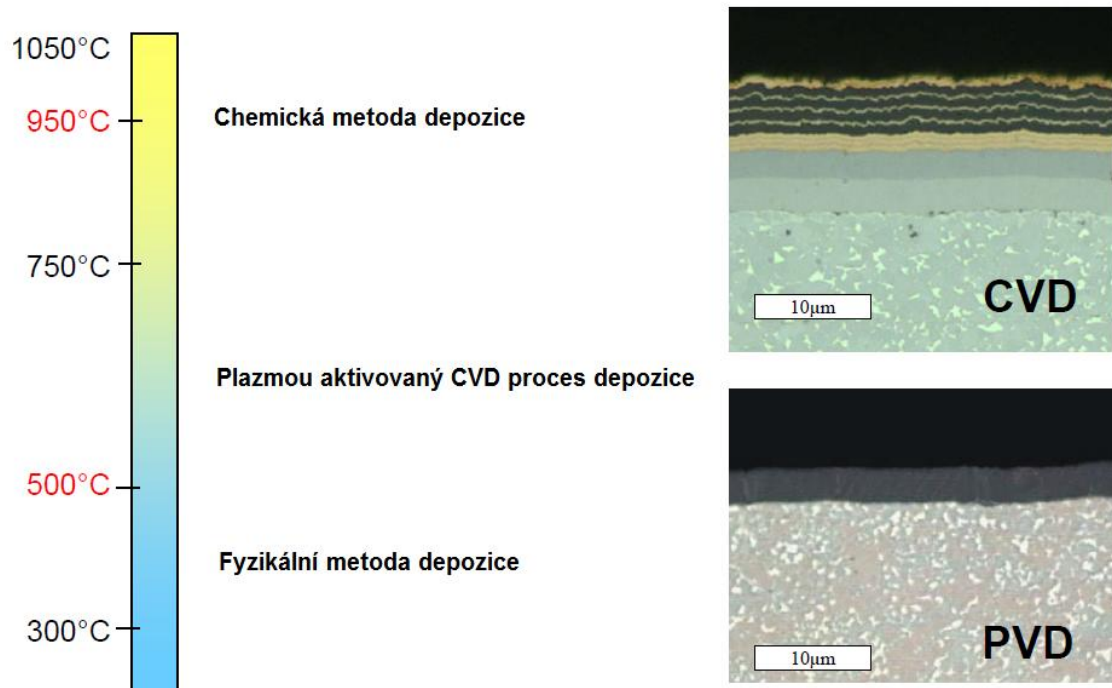 1050°C
950°C
Chemická metoda depozice
750°C
Plazmou aktivovaný CVD proces depozice
500°C
Fyzikální metoda depozice
300°C
10µm
CVD
10µm
PVD